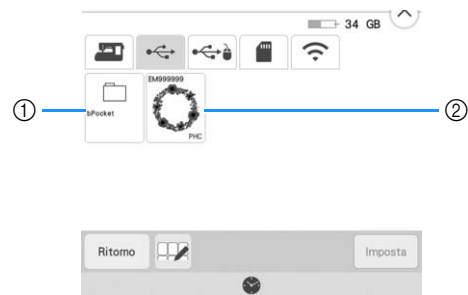 34 GB
EM999999
① bPocket ②
PHC
Ritorno Imposta